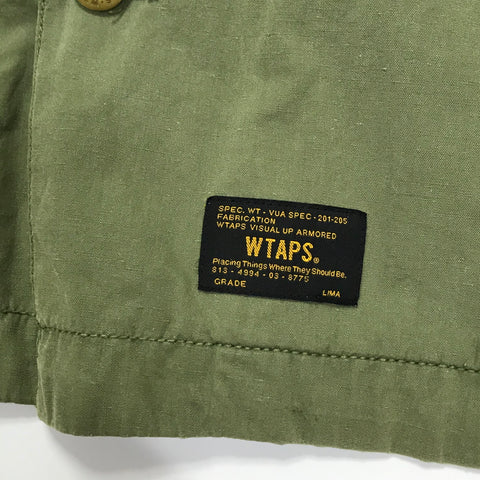 SPEC. WT - VUA SPEC - 201-205
FABRICATION
WTAPS VISUAL UP ARMORED
WTAPS®
Placing Things Where They Should Be.
813 - 4994 - 03 - 8775
GRADE LIMA